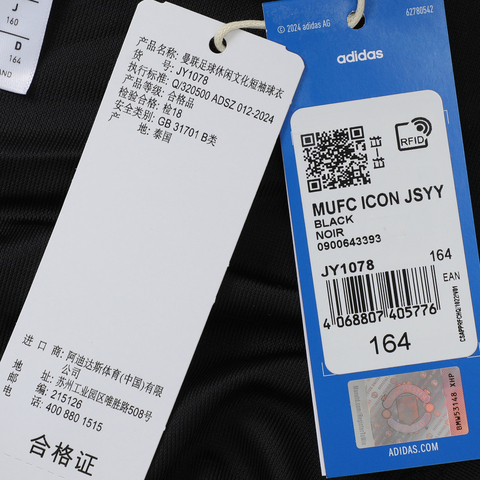 J
160
D
164
AND
产品名称: 曼联足球休闲文化短袖球衣
货 号: JY1078
执行标准: Q/320500 ADSZ 012-2024
产品等级: 合格品
检验合格: 检18
安全类别: GB 31701 B类
产 地: 泰国
进 口 商: 阿迪达斯体育(中国)有限
公司
地 址: 苏州工业园区唯胜路508号
邮 编: 215126
电 话: 400 880 1515
合格证
© 2024 adidas AG
6Z780542
adidas
RFID
MUFC ICON JSYY
BLACK
NOIR
0900643393
JY1078
164
EAN
4068807405776
164
BMW53148 XHP
ADIDAS.COM